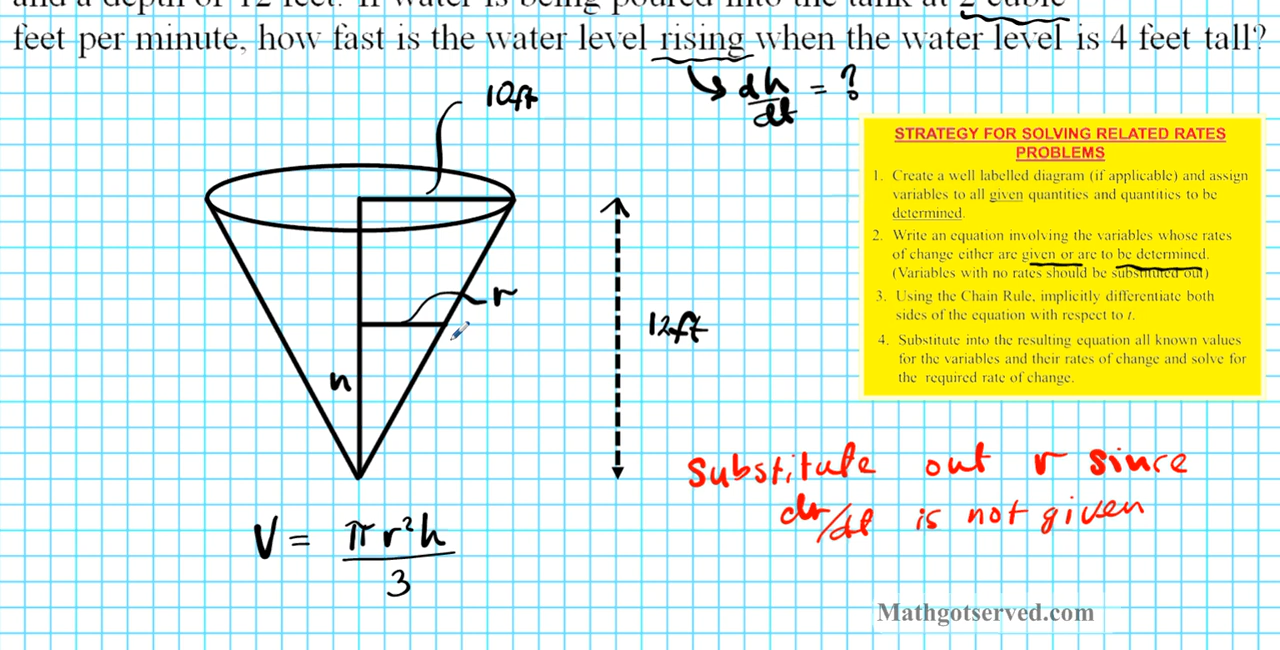 and a depth of 12 feet. If water is being poured into the tank at 2 cubic
feet per minute, how fast is the water level rising when the water level is 4 feet tall?
dh/dt = ?
10ft
STRATEGY FOR SOLVING RELATED RATES
PROBLEMS
1. Create a well labelled diagram (if applicable) and assign
variables to all given quantities and quantities to be
determined.
2. Write an equation involving the variables whose rates
of change either are given or are to be determined.
(Variables with no rates should be substituted out)
3. Using the Chain Rule, implicitly differentiate both
sides of the equation with respect to t.
4. Substitute into the resulting equation all known values
for the variables and their rates of change and solve for
the required rate of change.
r
12ft
h
substitute out r since
dr/dt is not given
V = πr²h/3
Mathgotserved.com